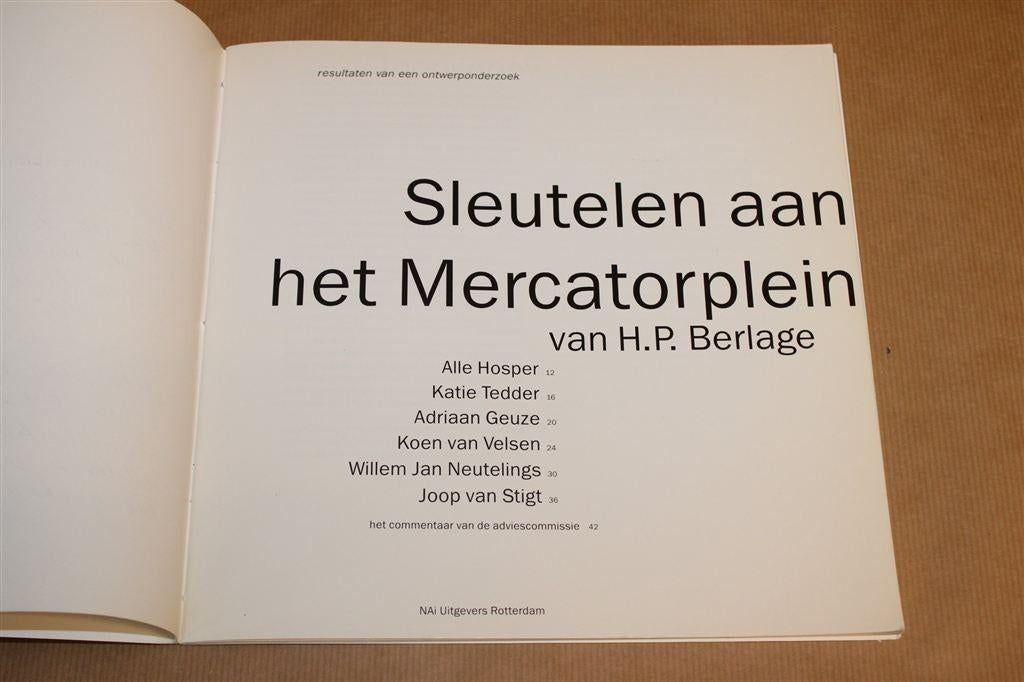 resultaten van een ontwerponderzoek
Sleutelen aan
het Mercatorplein
van H.P. Berlage
Alle Hosper 12
Katie Tedder 16
Adriaan Geuze 20
Koen van Velsen 24
Willem Jan Neutelings 30
Joop van Stigt 36
het commentaar van de adviescommissie 42
NAi Uitgevers Rotterdam